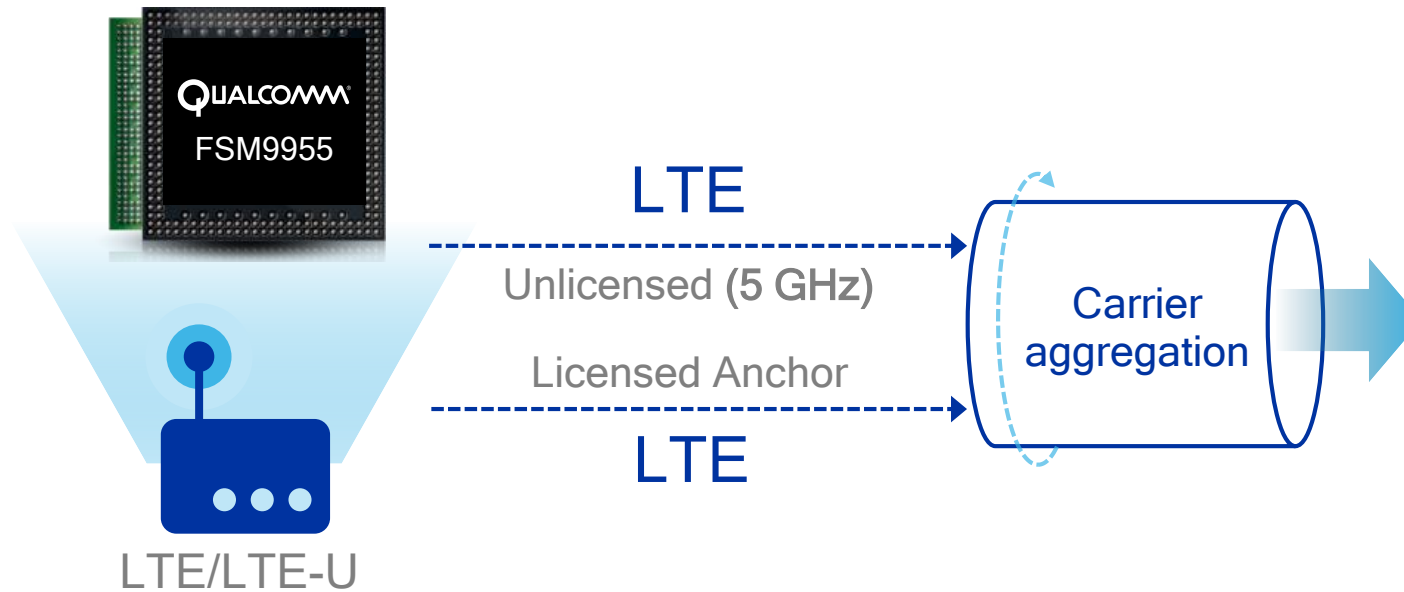 QUALCOMM
FSM9955
LTE
Unlicensed (5 GHz)
Licensed Anchor
LTE
Carrier
aggregation
LTE/LTE-U